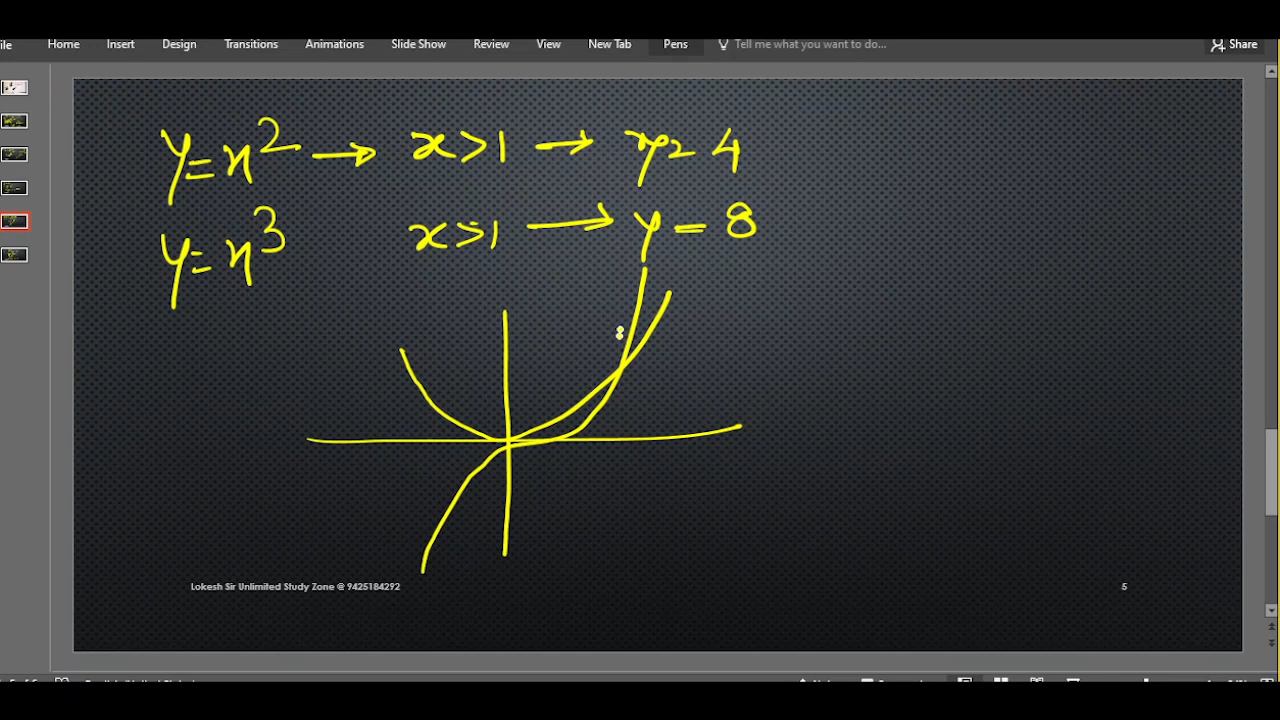 File Home Insert Design Transitions Animations Slide Show Review View New Tab Pens Tell me what you want to do... Share
y = x² → x > 1 → y = 4
y = x³ x > 1 → y = 8
Lokesh Sir Unlimited Study Zone @ 9425184292
5